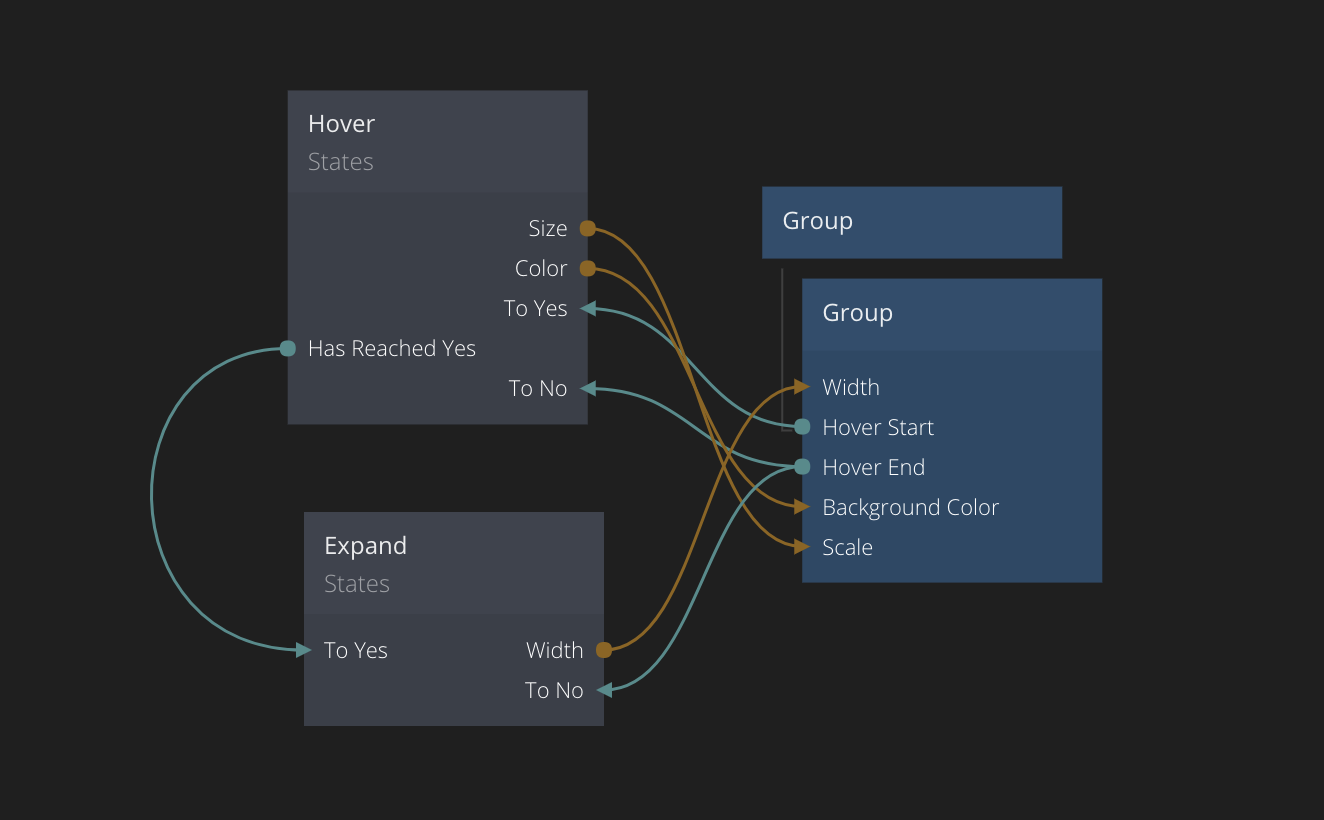 Hover
States
Size
Color
To Yes
Has Reached Yes
To No
Group
Group
Width
Hover Start
Hover End
Background Color
Scale
Expand
States
To Yes
Width
To No